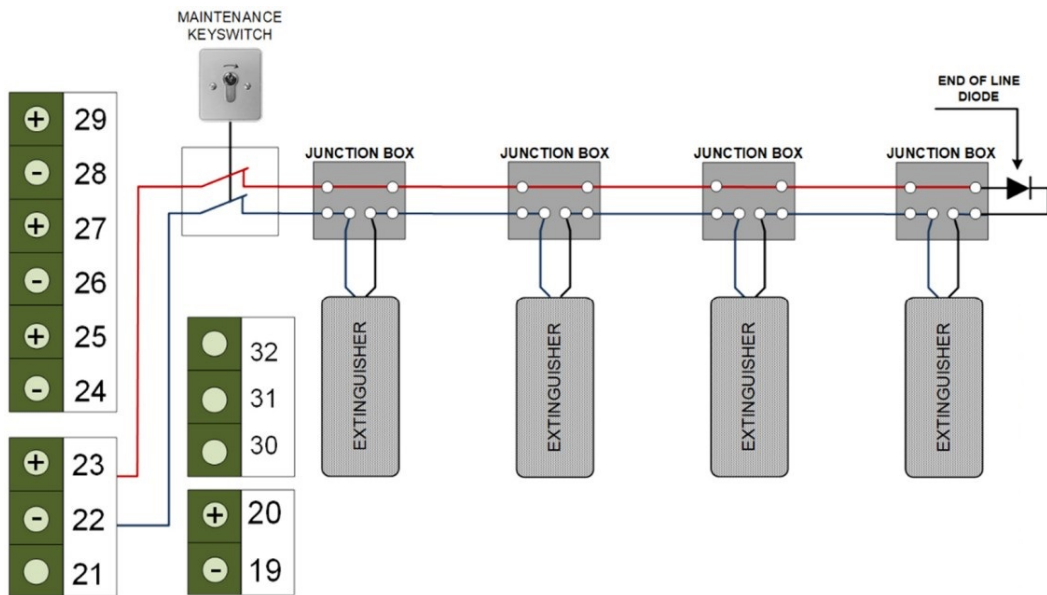 MAINTENANCE
KEYSWITCH
END OF LINE
DIODE
+ 29
- 28
+ 27
- 26
+ 25
- 24
JUNCTION BOX
JUNCTION BOX
JUNCTION BOX
JUNCTION BOX
32
31
30
+ 23
- 22
21
+ 20
- 19
EXTINGUISHER
EXTINGUISHER
EXTINGUISHER
EXTINGUISHER